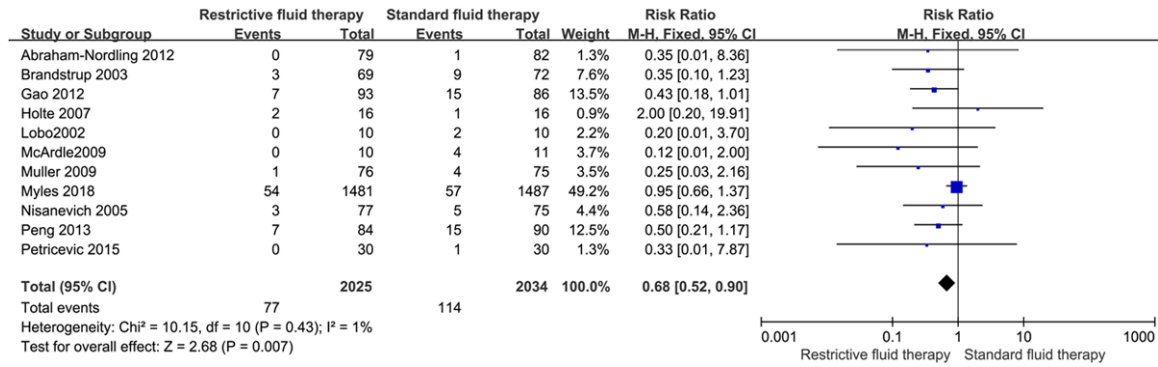 Restrictive fluid therapy Standard fluid therapy Risk Ratio Risk Ratio
Study or Subgroup Events Total Events Total Weight M-H, Fixed, 95% CI M-H, Fixed, 95% CI
Abraham-Nordling 2012 0 79 1 82 1.3% 0.35 [0.01, 8.36]
Brandstrup 2003 3 69 9 72 7.6% 0.35 [0.10, 1.23]
Gao 2012 7 93 15 86 13.5% 0.43 [0.18, 1.01]
Holte 2007 2 16 1 16 0.9% 2.00 [0.20, 19.91]
Lobo2002 0 10 2 10 2.2% 0.20 [0.01, 3.70]
McArdle2009 0 10 4 11 3.7% 0.12 [0.01, 2.00]
Muller 2009 1 76 4 75 3.5% 0.25 [0.03, 2.16]
Myles 2018 54 1481 57 1487 49.2% 0.95 [0.66, 1.37]
Nisanevich 2005 3 77 5 75 4.4% 0.58 [0.14, 2.36]
Peng 2013 7 84 15 90 12.5% 0.50 [0.21, 1.17]
Petricevic 2015 0 30 1 30 1.3% 0.33 [0.01, 7.87]
Total (95% CI) 2025 2034 100.0% 0.68 [0.52, 0.90]
Total events 77 114
Heterogeneity: Chi² = 10.15, df = 10 (P = 0.43); I² = 1%
Test for overall effect: Z = 2.68 (P = 0.007)
0.001 0.1 1 10 1000
Restrictive fluid therapy Standard fluid therapy